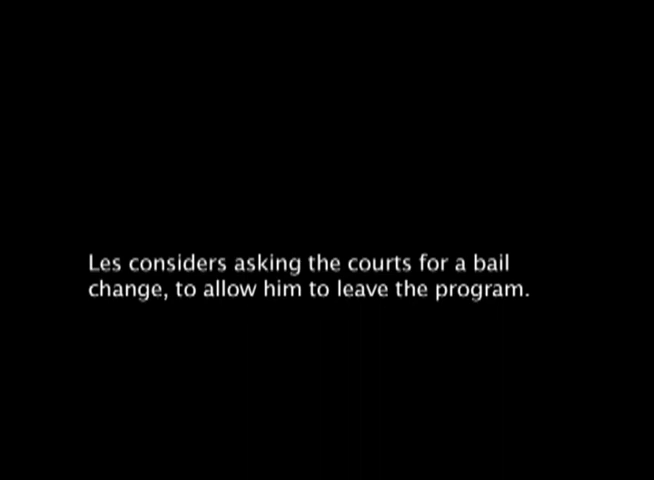 Les considers asking the courts for a bail
change, to allow him to leave the program.